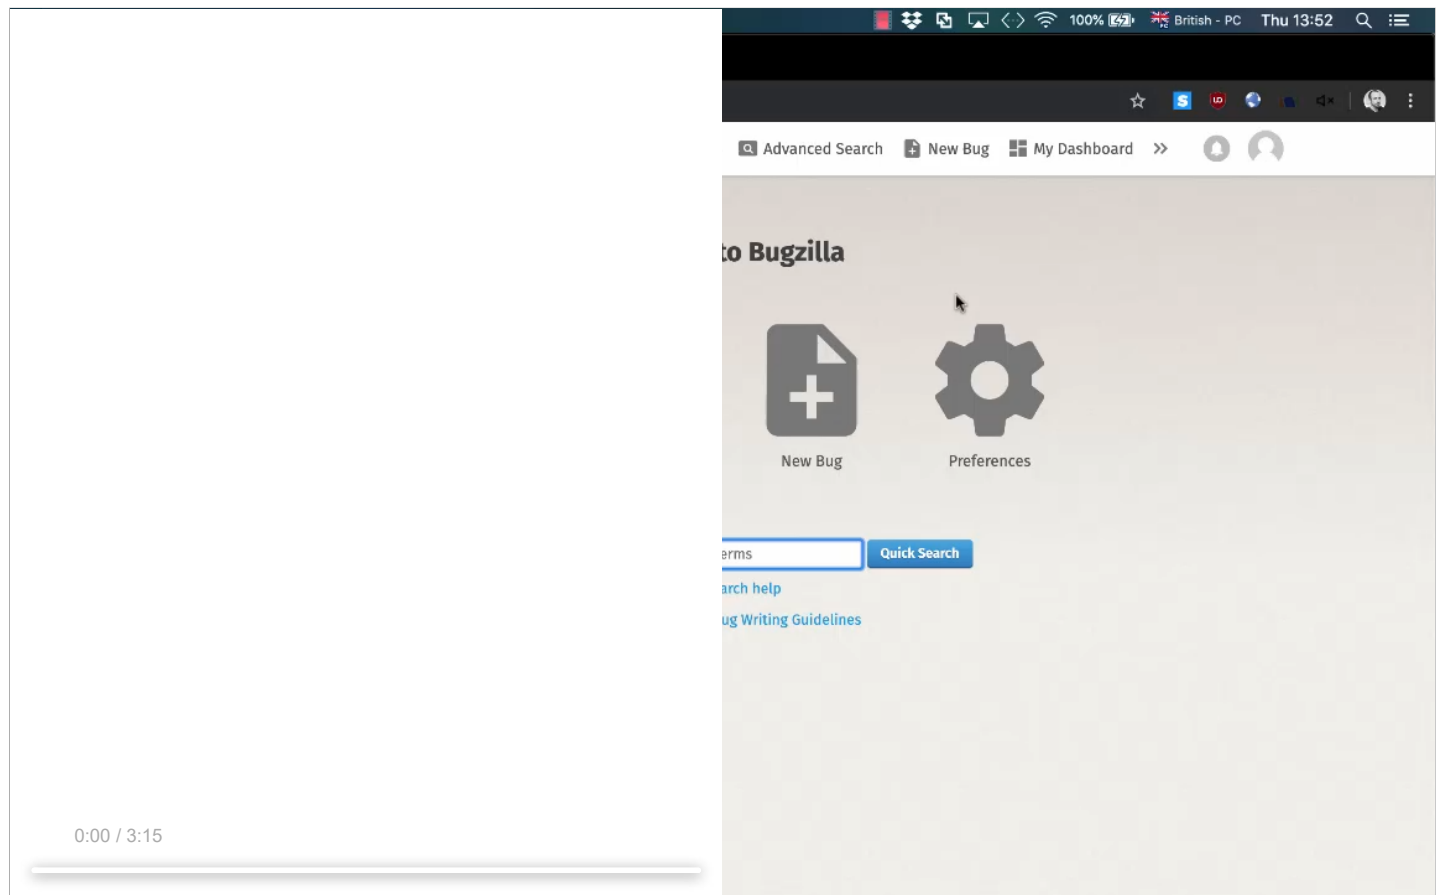 100% British - PC Thu 13:52
Advanced Search New Bug My Dashboard
to Bugzilla
New Bug Preferences
erms Quick Search
arch help
ug Writing Guidelines
0:00 / 3:15